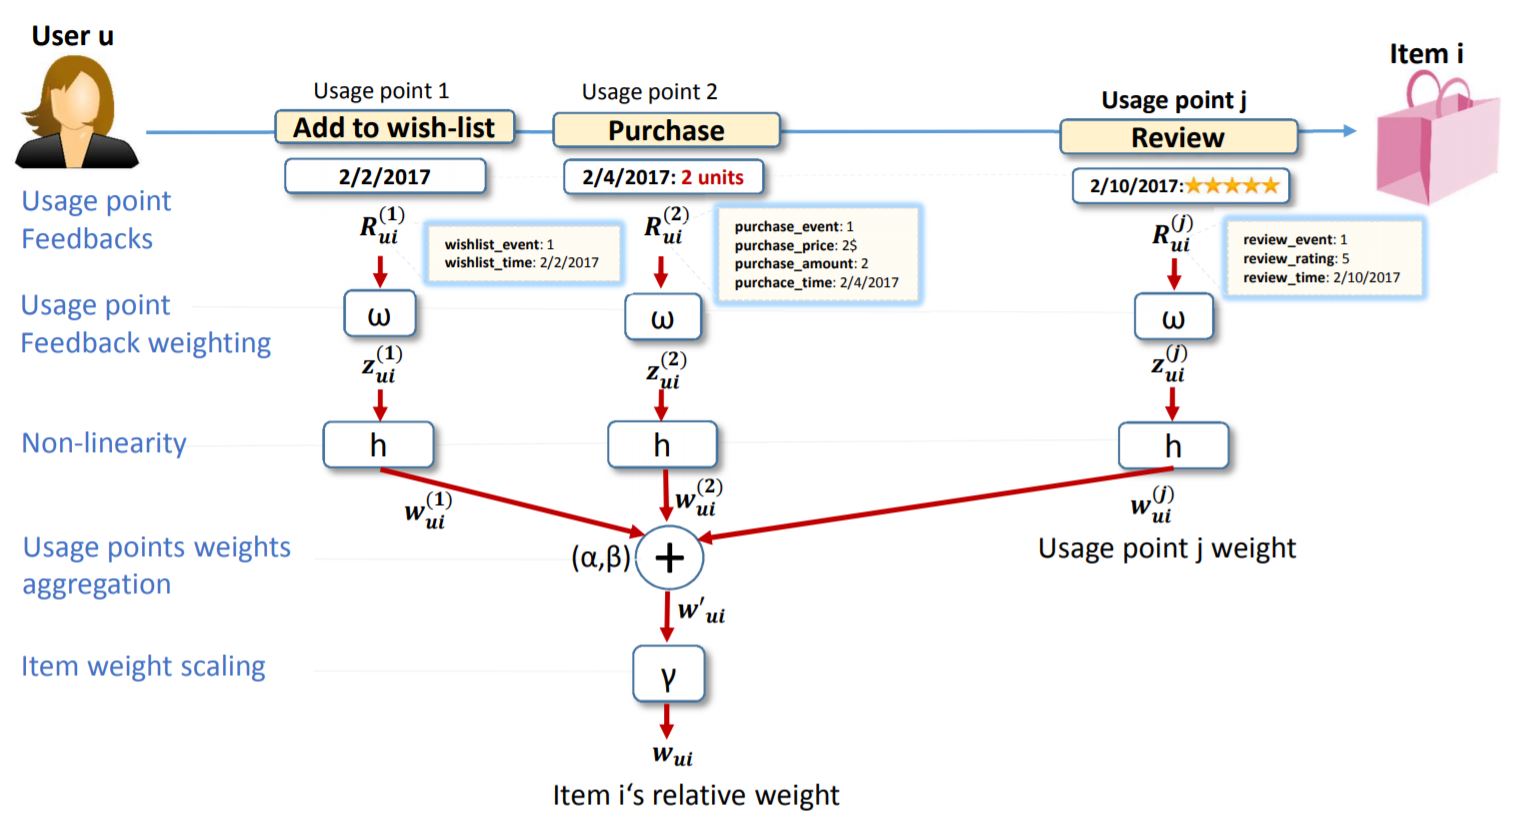 User u
Item i
Usage point 1
Usage point 2
Usage point j
Add to wish-list
Purchase
Review
2/2/2017
2/4/2017: 2 units
2/10/2017:★★★★★
Usage point
Feedbacks
R_{ui}^{(1)}
wishlist_event: 1
wishlist_time: 2/2/2017
R_{ui}^{(2)}
purchase_event: 1
purchase_price: 2$
purchase_amount: 2
purchace_time: 2/4/2017
R_{ui}^{(j)}
review_event: 1
review_rating: 5
review_time: 2/10/2017
Usage point
Feedback weighting
ω
ω
ω
z_{ui}^{(1)}
z_{ui}^{(2)}
z_{ui}^{(j)}
Non-linearity
h
h
h
w_{ui}^{(1)}
w_{ui}^{(2)}
w_{ui}^{(j)}
Usage point j weight
Usage points weights
aggregation
(α,β)
+
w'_{ui}
Item weight scaling
γ
w_{ui}
Item i‘s relative weight